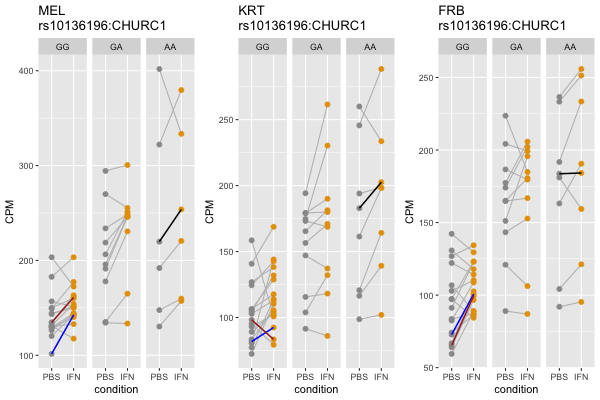 MEL
rs10136196:CHURC1
GG GA AA
400
300
200
100
CPM
PBS IFN PBS IFN PBS IFN
condition
KRT
rs10136196:CHURC1
GG GA AA
250
200
150
100
CPM
PBS IFN PBS IFN PBS IFN
condition
FRB
rs10136196:CHURC1
GG GA AA
250
200
150
100
50
CPM
PBS IFN PBS IFN PBS IFN
condition